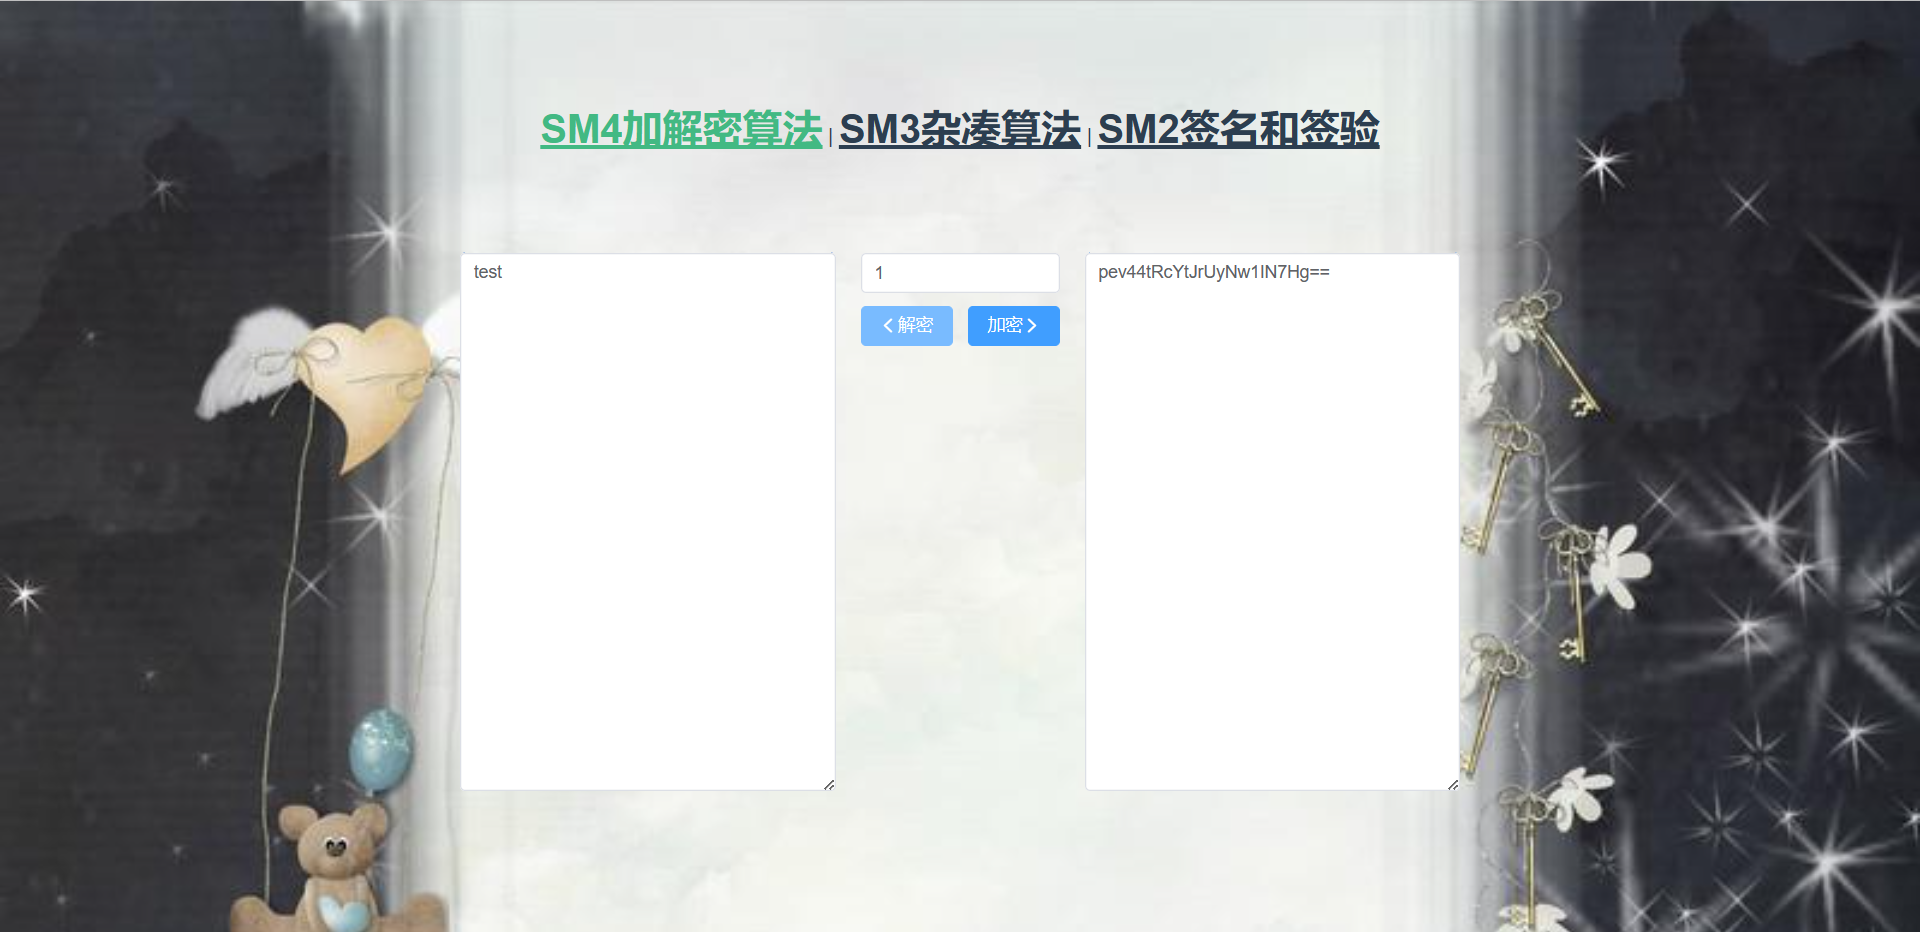 SM4加解密算法 | SM3杂凑算法 | SM2签名和签验
test
1
pev44tRcYtJrUyNw1IN7Hg==
解密
加密